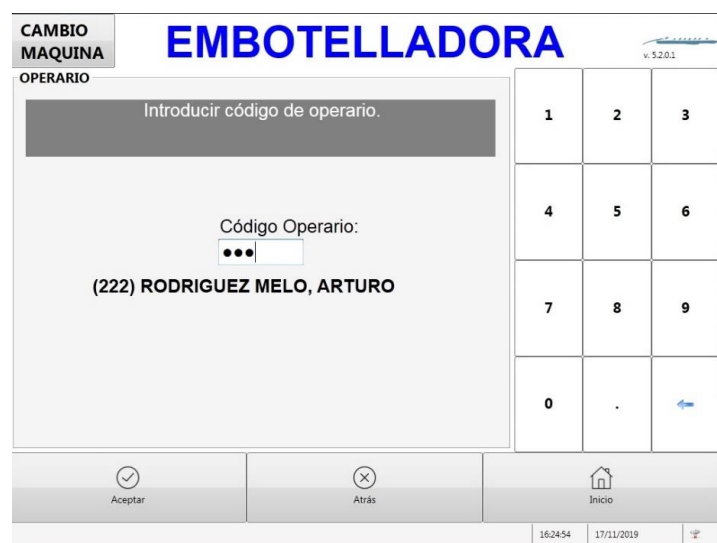 CAMBIO
MAQUINA
EMBOTELLADORA
v. 5.2.0.1
OPERARIO
Introducir código de operario.
1 2 3
4 5 6
Código Operario:
●●●
(222) RODRIGUEZ MELO, ARTURO
7 8 9
0 .
Aceptar
Atrás
Inicio
16:24:54 17/11/2019